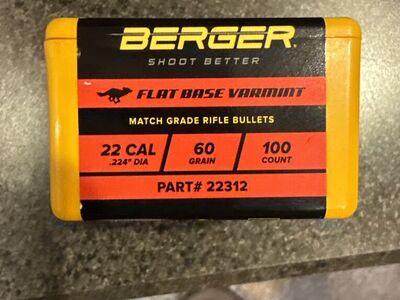 BERGER
SHOOT BETTER
FLAT BASE VARMINT
MATCH GRADE RIFLE BULLETS
22 CAL 60 100
.224" DIA GRAIN COUNT
PART# 22312